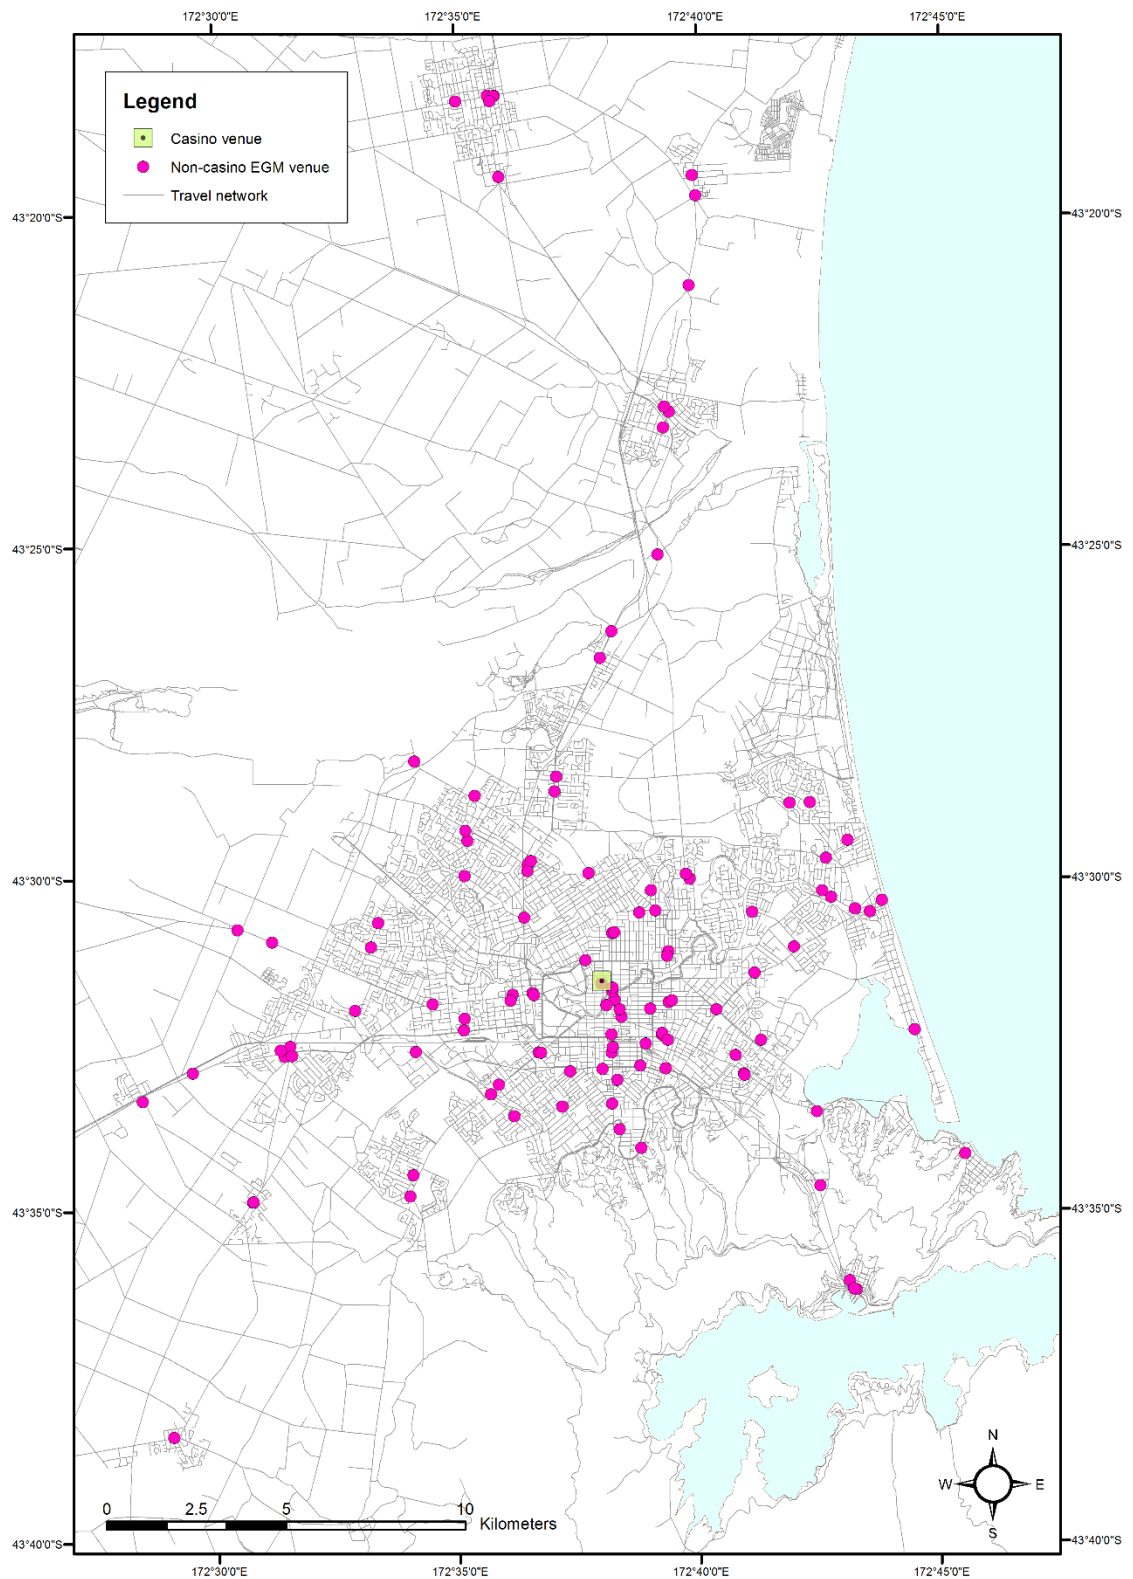 172°30'0"E 172°35'0"E 172°40'0"E 172°45'0"E
Legend
Casino venue
Non-casino EGM venue
Travel network
43°20'0"S 43°20'0"S
43°25'0"S 43°25'0"S
43°30'0"S 43°30'0"S
43°35'0"S 43°35'0"S
N
W E
S
0 2.5 5 10
Kilometers
43°40'0"S 43°40'0"S
172°30'0"E 172°35'0"E 172°40'0"E 172°45'0"E